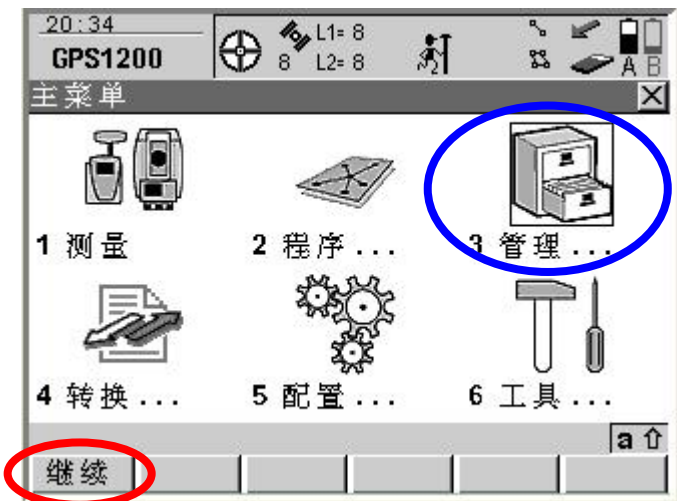 20:34
GPS1200
L1= 8
8 L2= 8
A B
主菜单
1 测量
2 程序...
3 管理...
4 转换...
5 配置...
6 工具...
a
继续